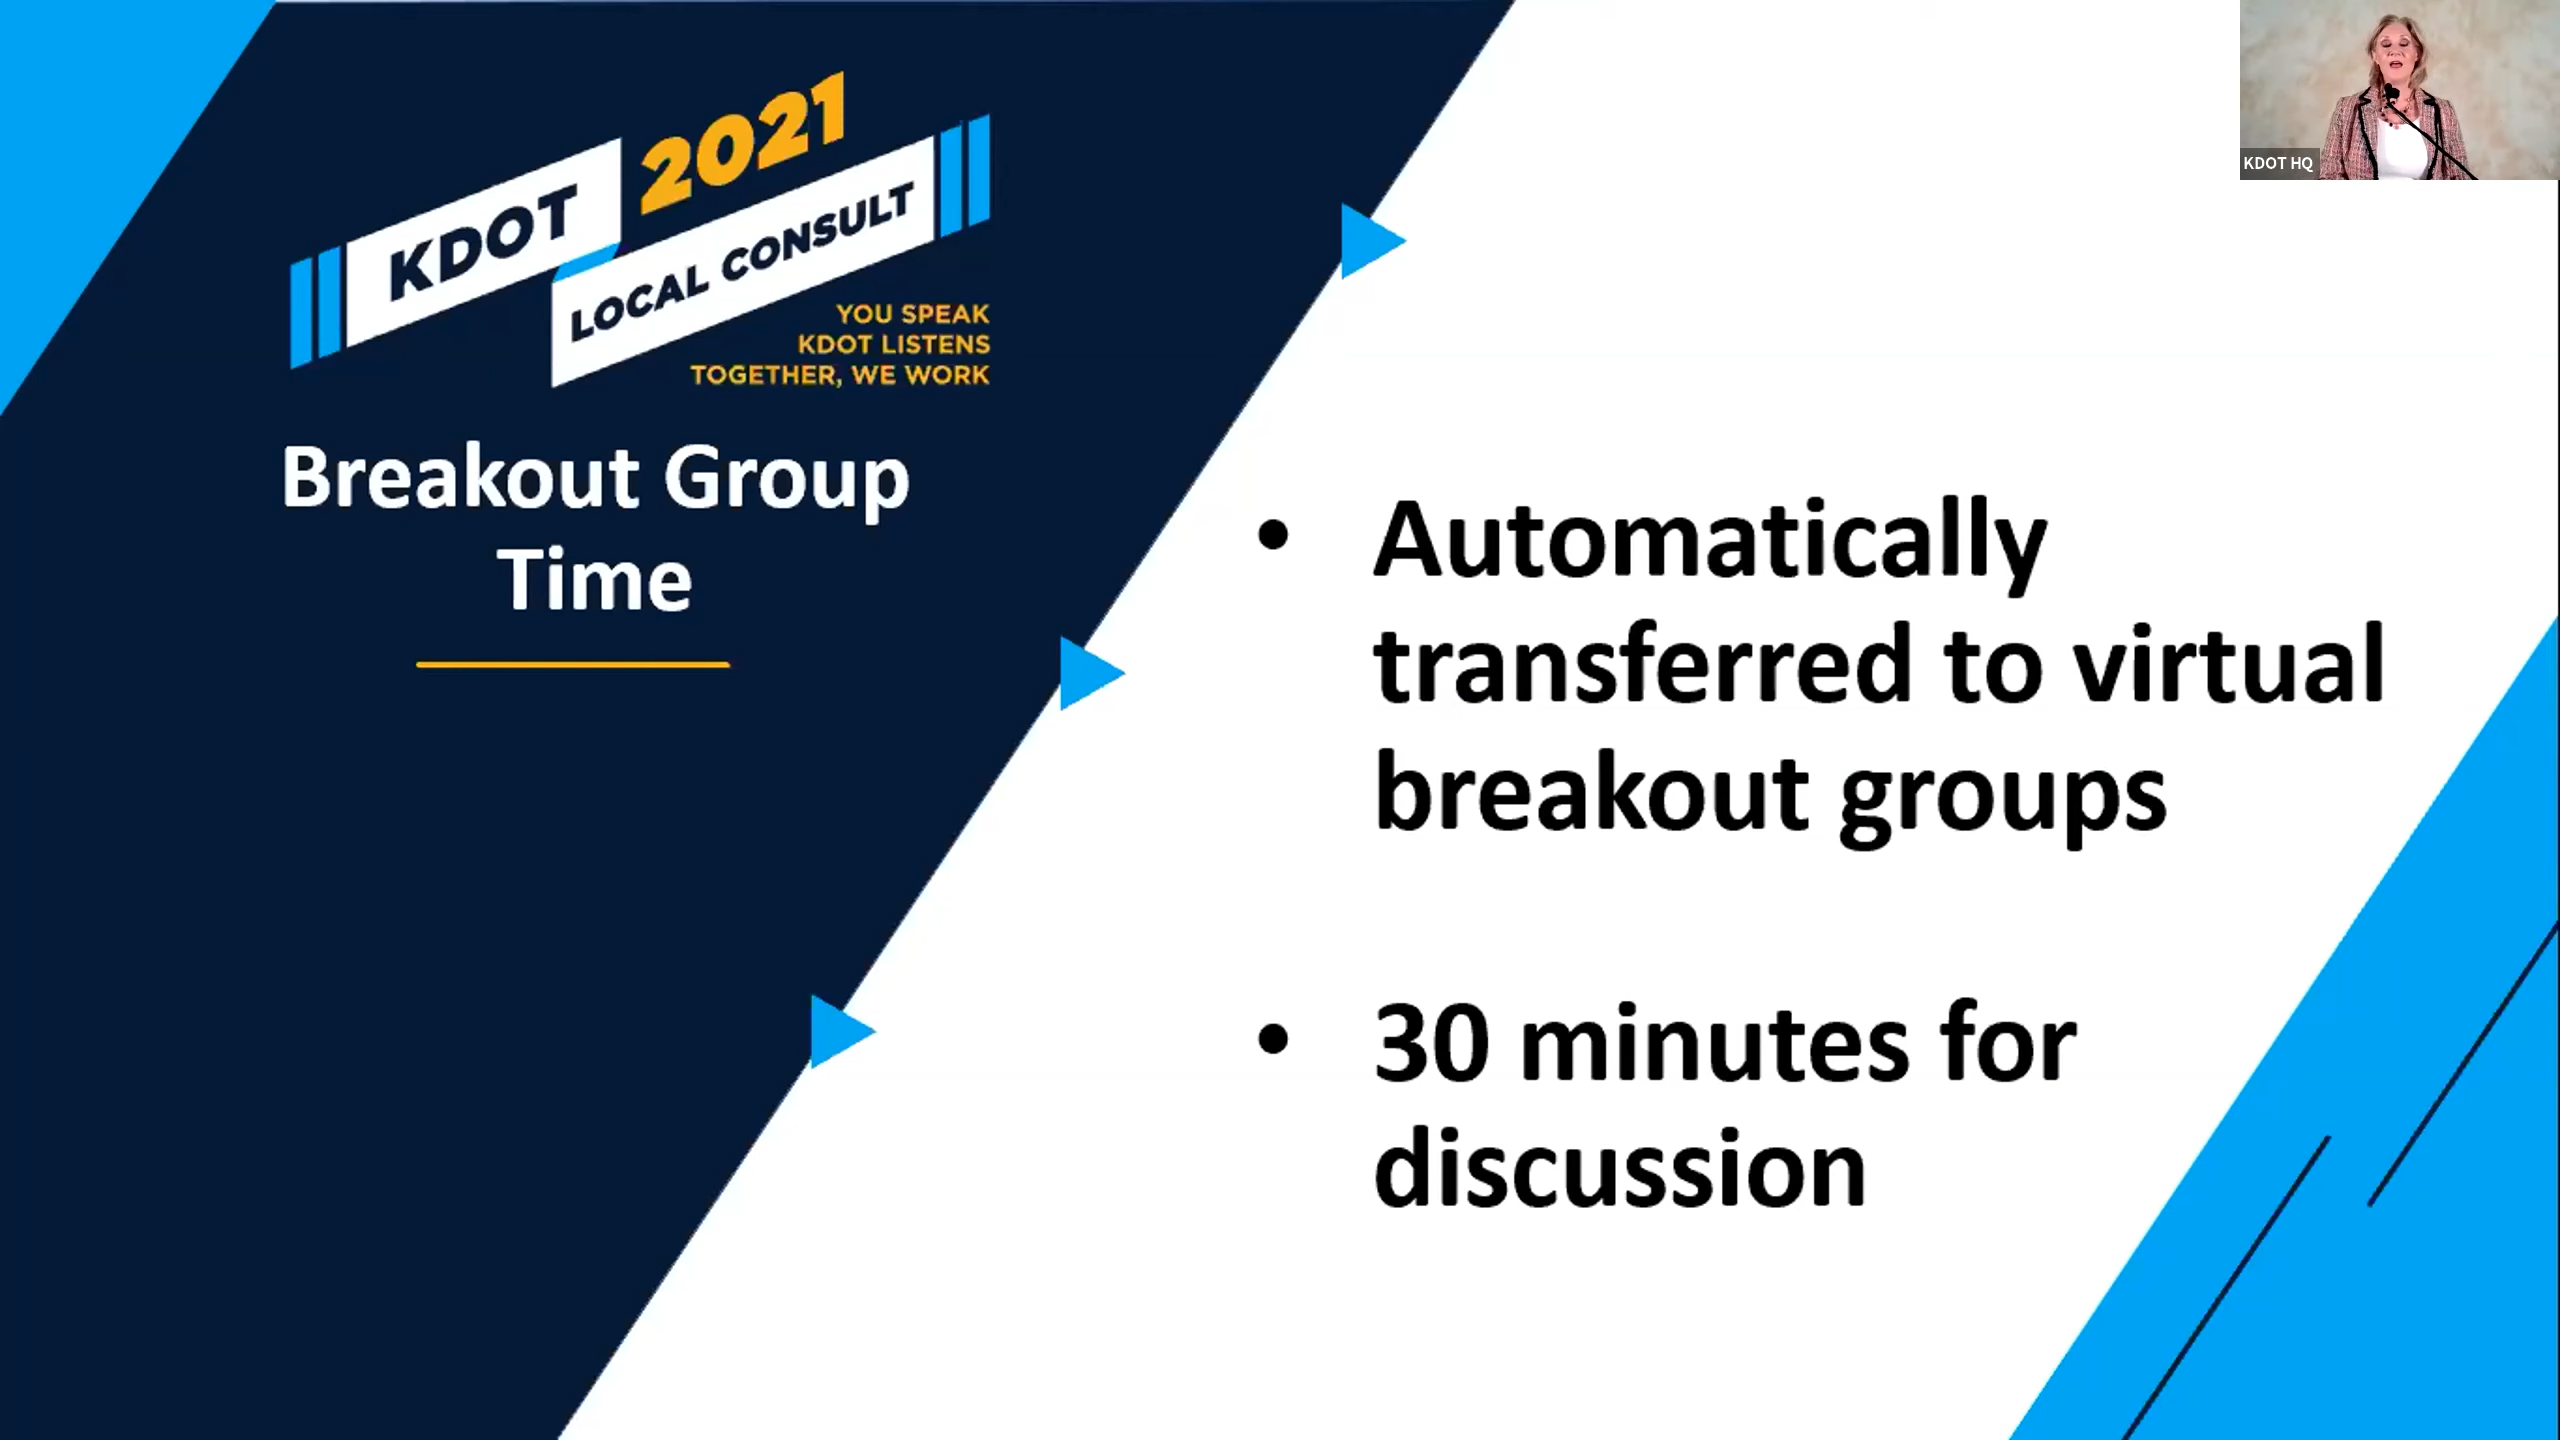 KDOT 2021
LOCAL CONSULT
YOU SPEAK
KDOT LISTENS
TOGETHER, WE WORK
Breakout Group
Time
• Automatically
transferred to virtual
breakout groups
• 30 minutes for
discussion
KDOT HQ